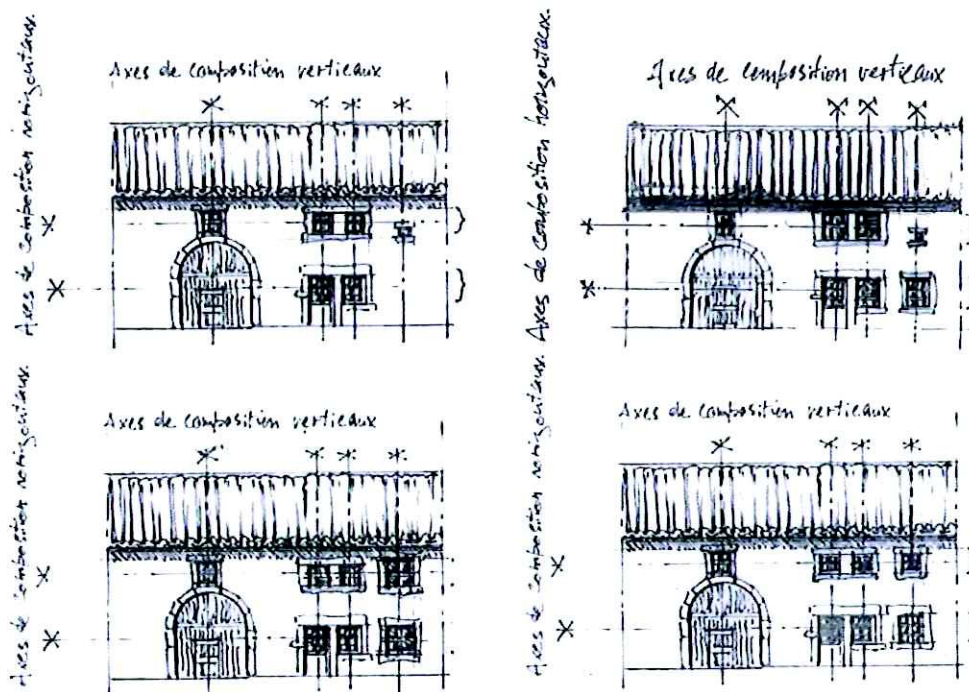 Axes de composition verticaux
Axes de composition horizontaux.
Axes de composition verticaux
Axes de composition horizontaux.
Axes de composition verticaux
Axes de composition horizontaux.
Axes de composition verticaux
Axes de composition horizontaux.